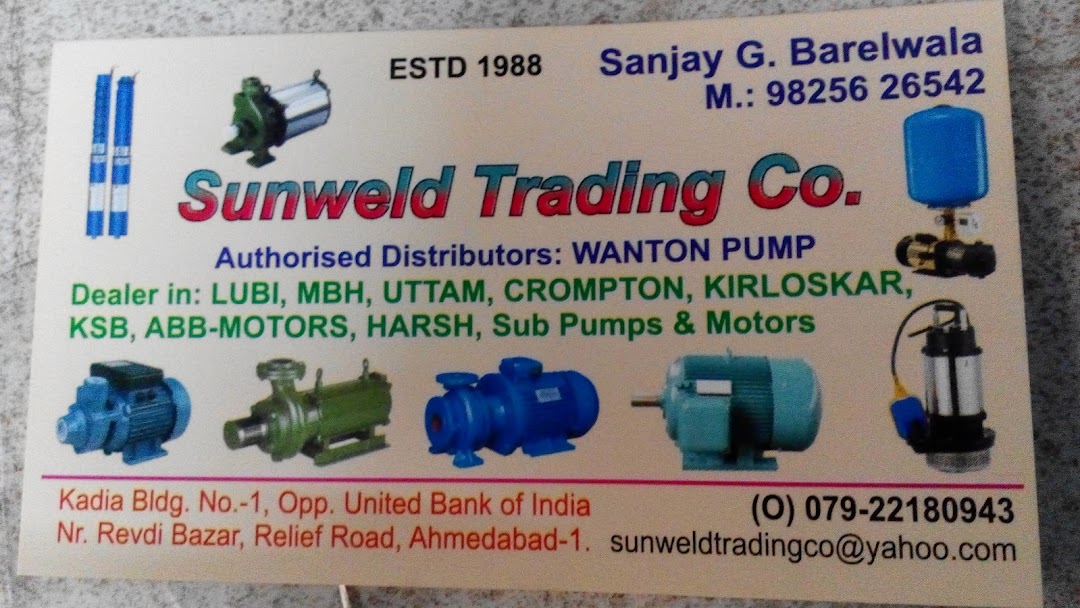 ESTD 1988
Sanjay G. Barelwala
M.: 98256 26542
Sunweld Trading Co.
Authorised Distributors: WANTON PUMP
Dealer in: LUBI, MBH, UTTAM, CROMPTON, KIRLOSKAR,
KSB, ABB-MOTORS, HARSH, Sub Pumps & Motors
Kadia Bldg. No.-1, Opp. United Bank of India
Nr. Revdi Bazar, Relief Road, Ahmedabad-1.
(O) 079-22180943
sunweldtradingco@yahoo.com